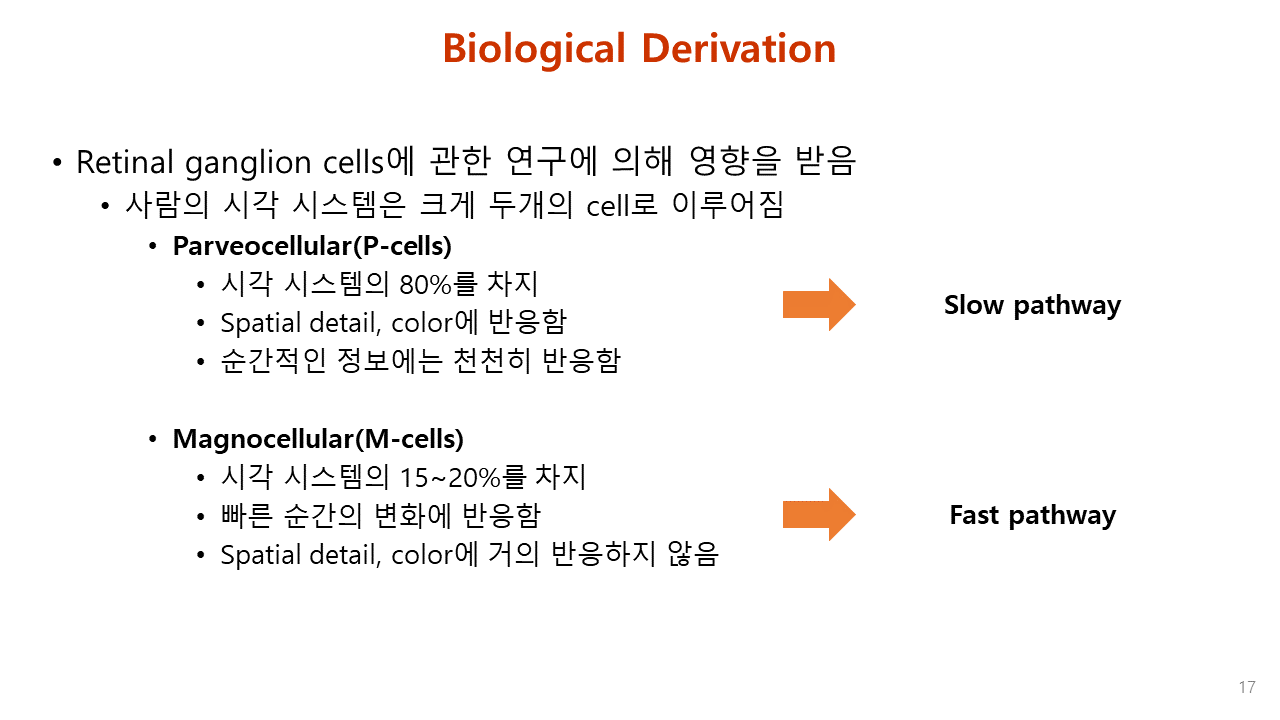 Biological Derivation
• Retinal ganglion cells에 관한 연구에 의해 영향을 받음
• 사람의 시각 시스템은 크게 두개의 cell로 이루어짐
• Parveocellular(P-cells)
• 시각 시스템의 80%를 차지
• Spatial detail, color에 반응함
• 순간적인 정보에는 천천히 반응함
Slow pathway
• Magnocellular(M-cells)
• 시각 시스템의 15~20%를 차지
• 빠른 순간의 변화에 반응함
• Spatial detail, color에 거의 반응하지 않음
Fast pathway
17